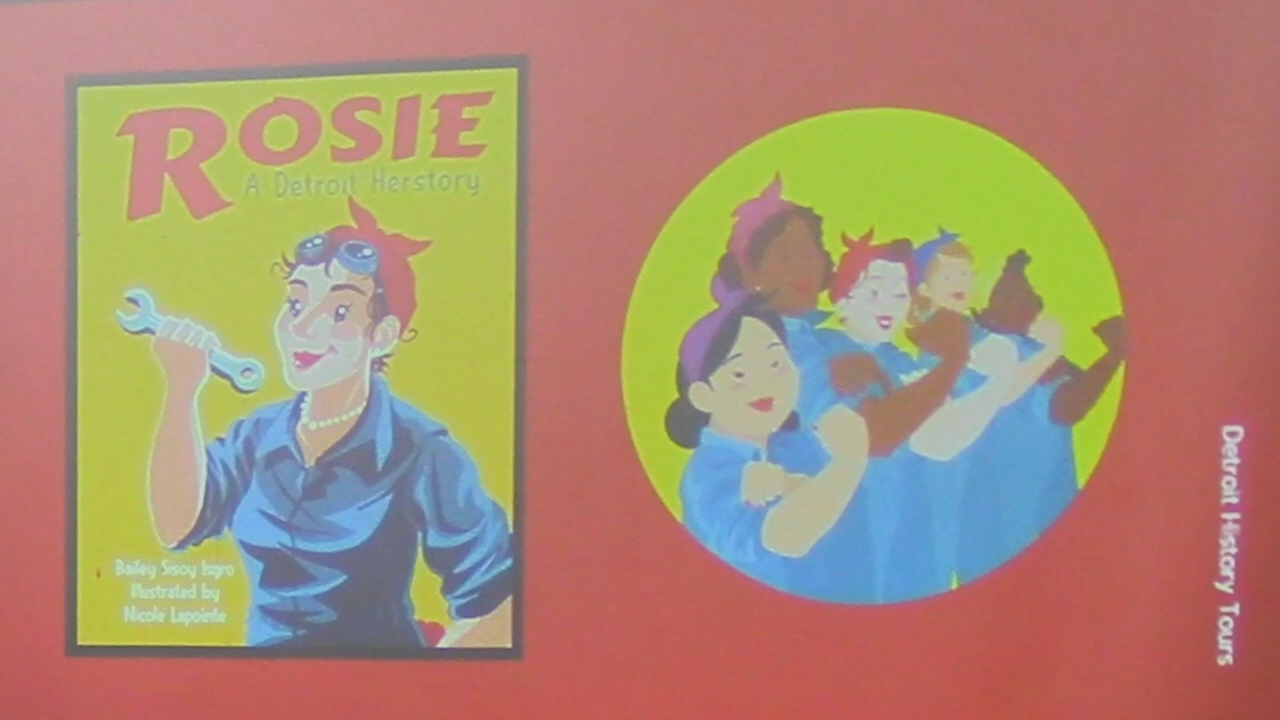 ROSIE
A Detroit Herstory
Bailey Sisoy Isgro
Illustrated by
Nicole Lapointe
Detroit History Tours